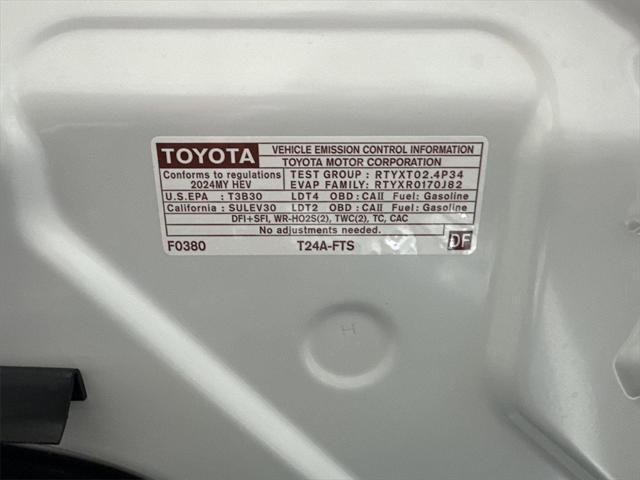 TOYOTA VEHICLE EMISSION CONTROL INFORMATION
TOYOTA MOTOR CORPORATION
Conforms to regulations TEST GROUP : RTYXT02.4P34
2024MY HEV EVAP FAMILY: RTYXR0170J82
U.S.EPA : T3B30 LDT4 OBD: CAII Fuel: Gasoline
California : SULEV30 LDT2 OBD: CAII Fuel: Gasoline
DFI+SFI, WR-HO2S(2), TWC(2), TC, CAC
No adjustments needed.
F0380 T24A-FTS DF
H